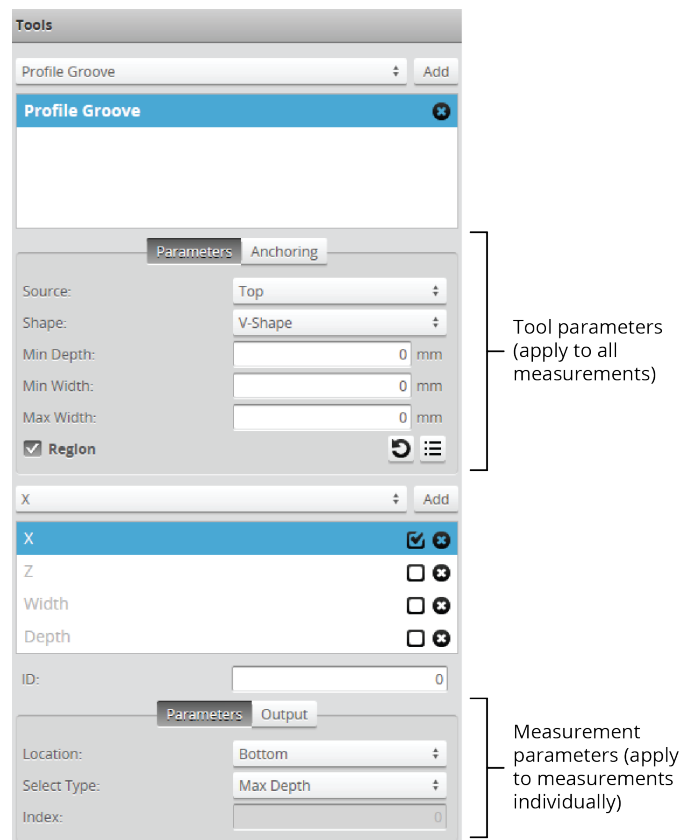 Tools
Profile Groove Add
Profile Groove
Parameters Anchoring
Source: Top
Shape: V-Shape
Min Depth: 0 mm
Min Width: 0 mm
Max Width: 0 mm
Region
Tool parameters
(apply to all
measurements)
X Add
X
Z
Width
Depth
ID: 0
Parameters Output
Location: Bottom
Select Type: Max Depth
Index: 0
Measurement
parameters (apply
to measurements
individually)